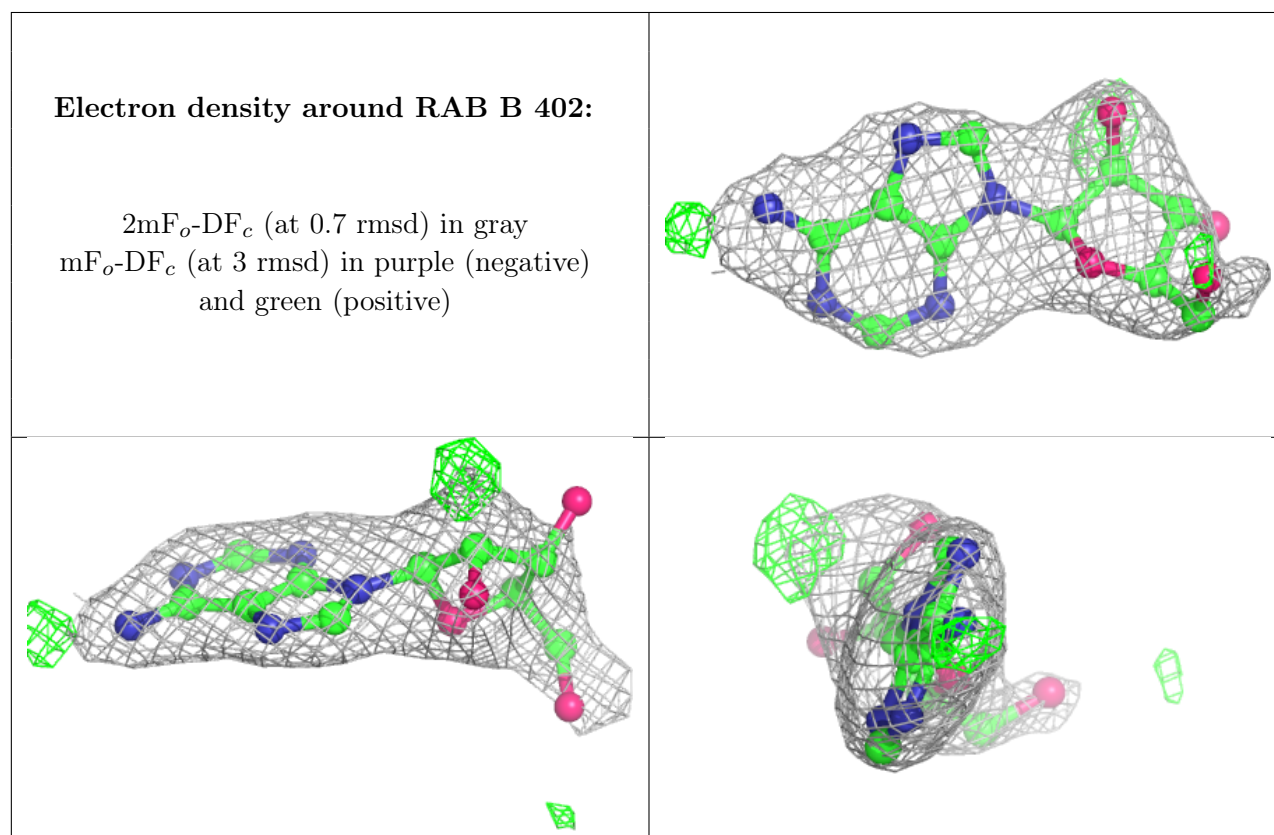 Electron density around RAB B 402:
2mFo-DFc (at 0.7 rmsd) in gray
mFo-DFc (at 3 rmsd) in purple (negative)
and green (positive)